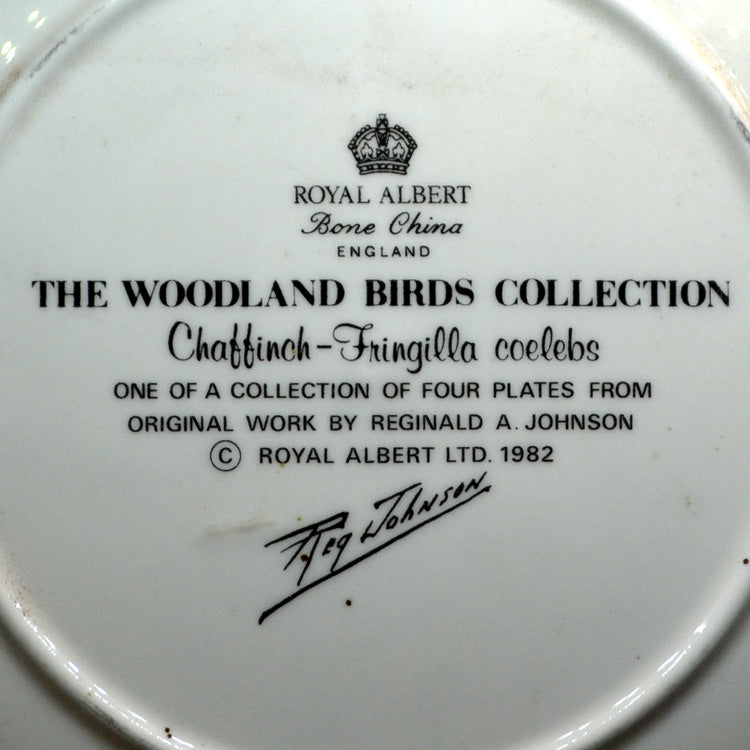 ROYAL ALBERT
Bone China
ENGLAND
THE WOODLAND BIRDS COLLECTION
Chaffinch-Fringilla coelebs
ONE OF A COLLECTION OF FOUR PLATES FROM
ORIGINAL WORK BY REGINALD A. JOHNSON
© ROYAL ALBERT LTD. 1982
Reg Johnson